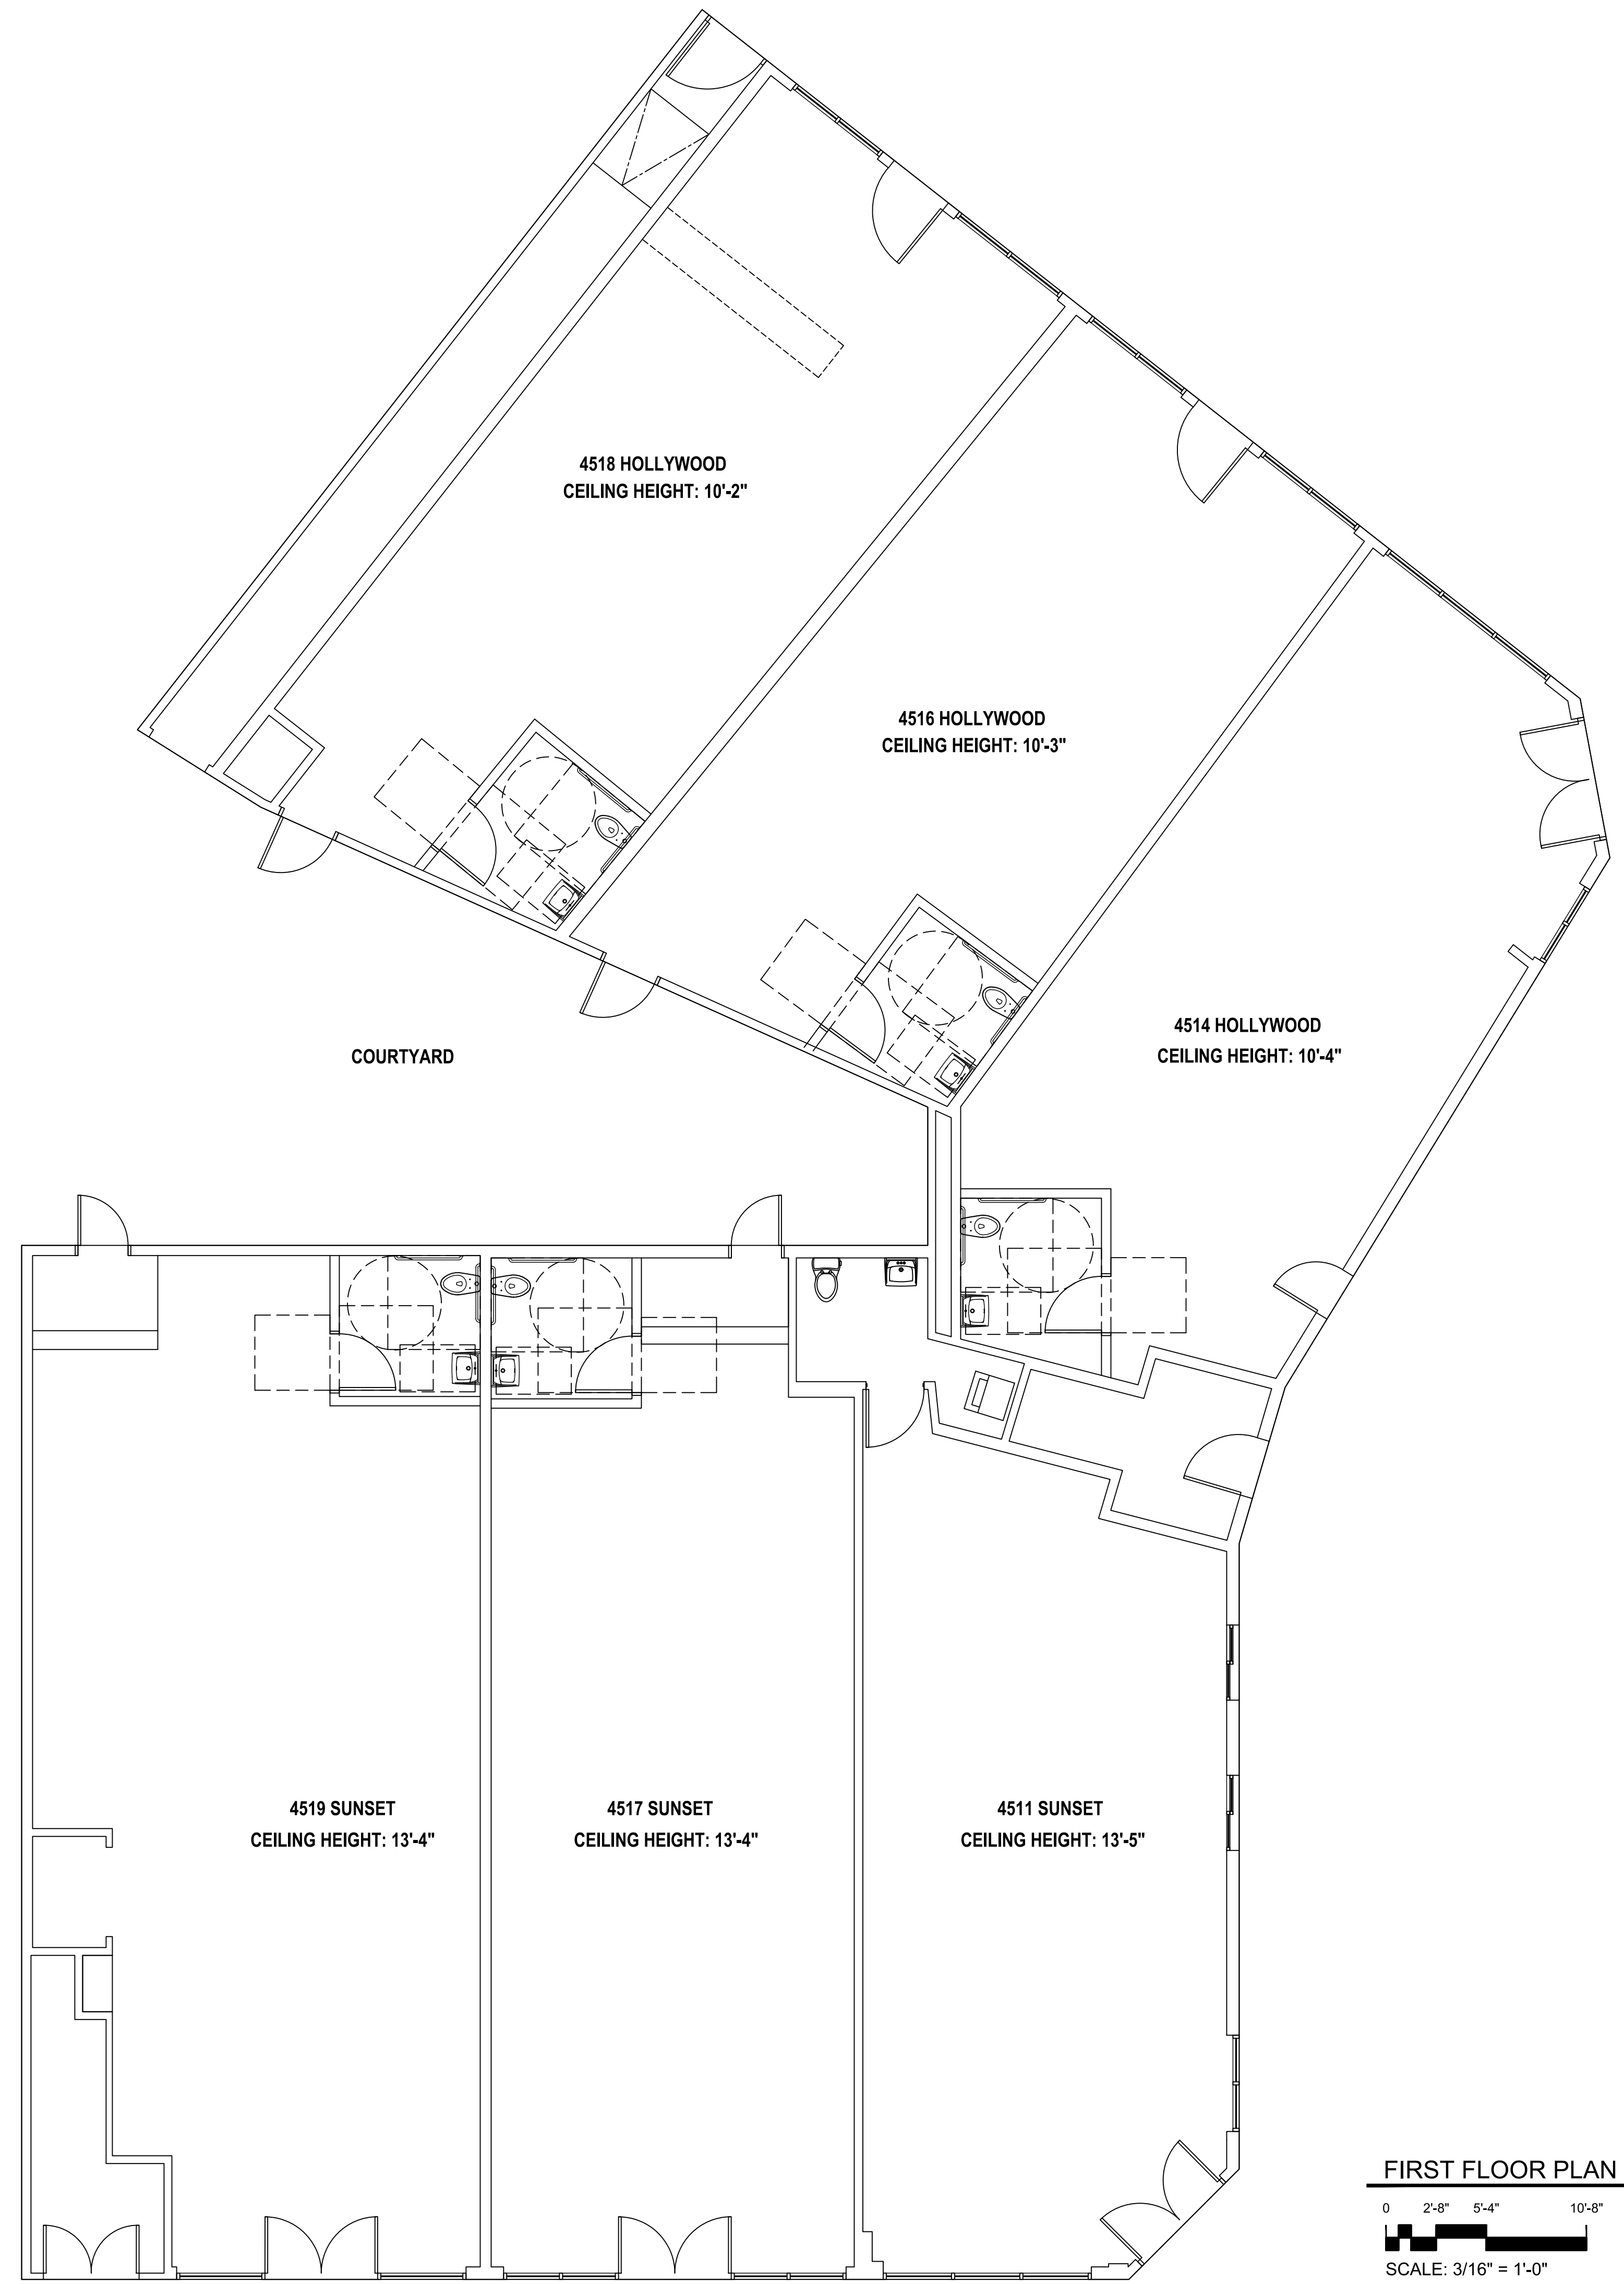 4518 HOLLYWOOD
CEILING HEIGHT: 10'-2"
4516 HOLLYWOOD
CEILING HEIGHT: 10'-3"
4514 HOLLYWOOD
CEILING HEIGHT: 10'-4"
COURTYARD
4519 SUNSET
CEILING HEIGHT: 13'-4"
4517 SUNSET
CEILING HEIGHT: 13'-4"
4511 SUNSET
CEILING HEIGHT: 13'-5"
FIRST FLOOR PLAN
0 2'-8" 5'-4" 10'-8"
SCALE: 3/16" = 1'-0"